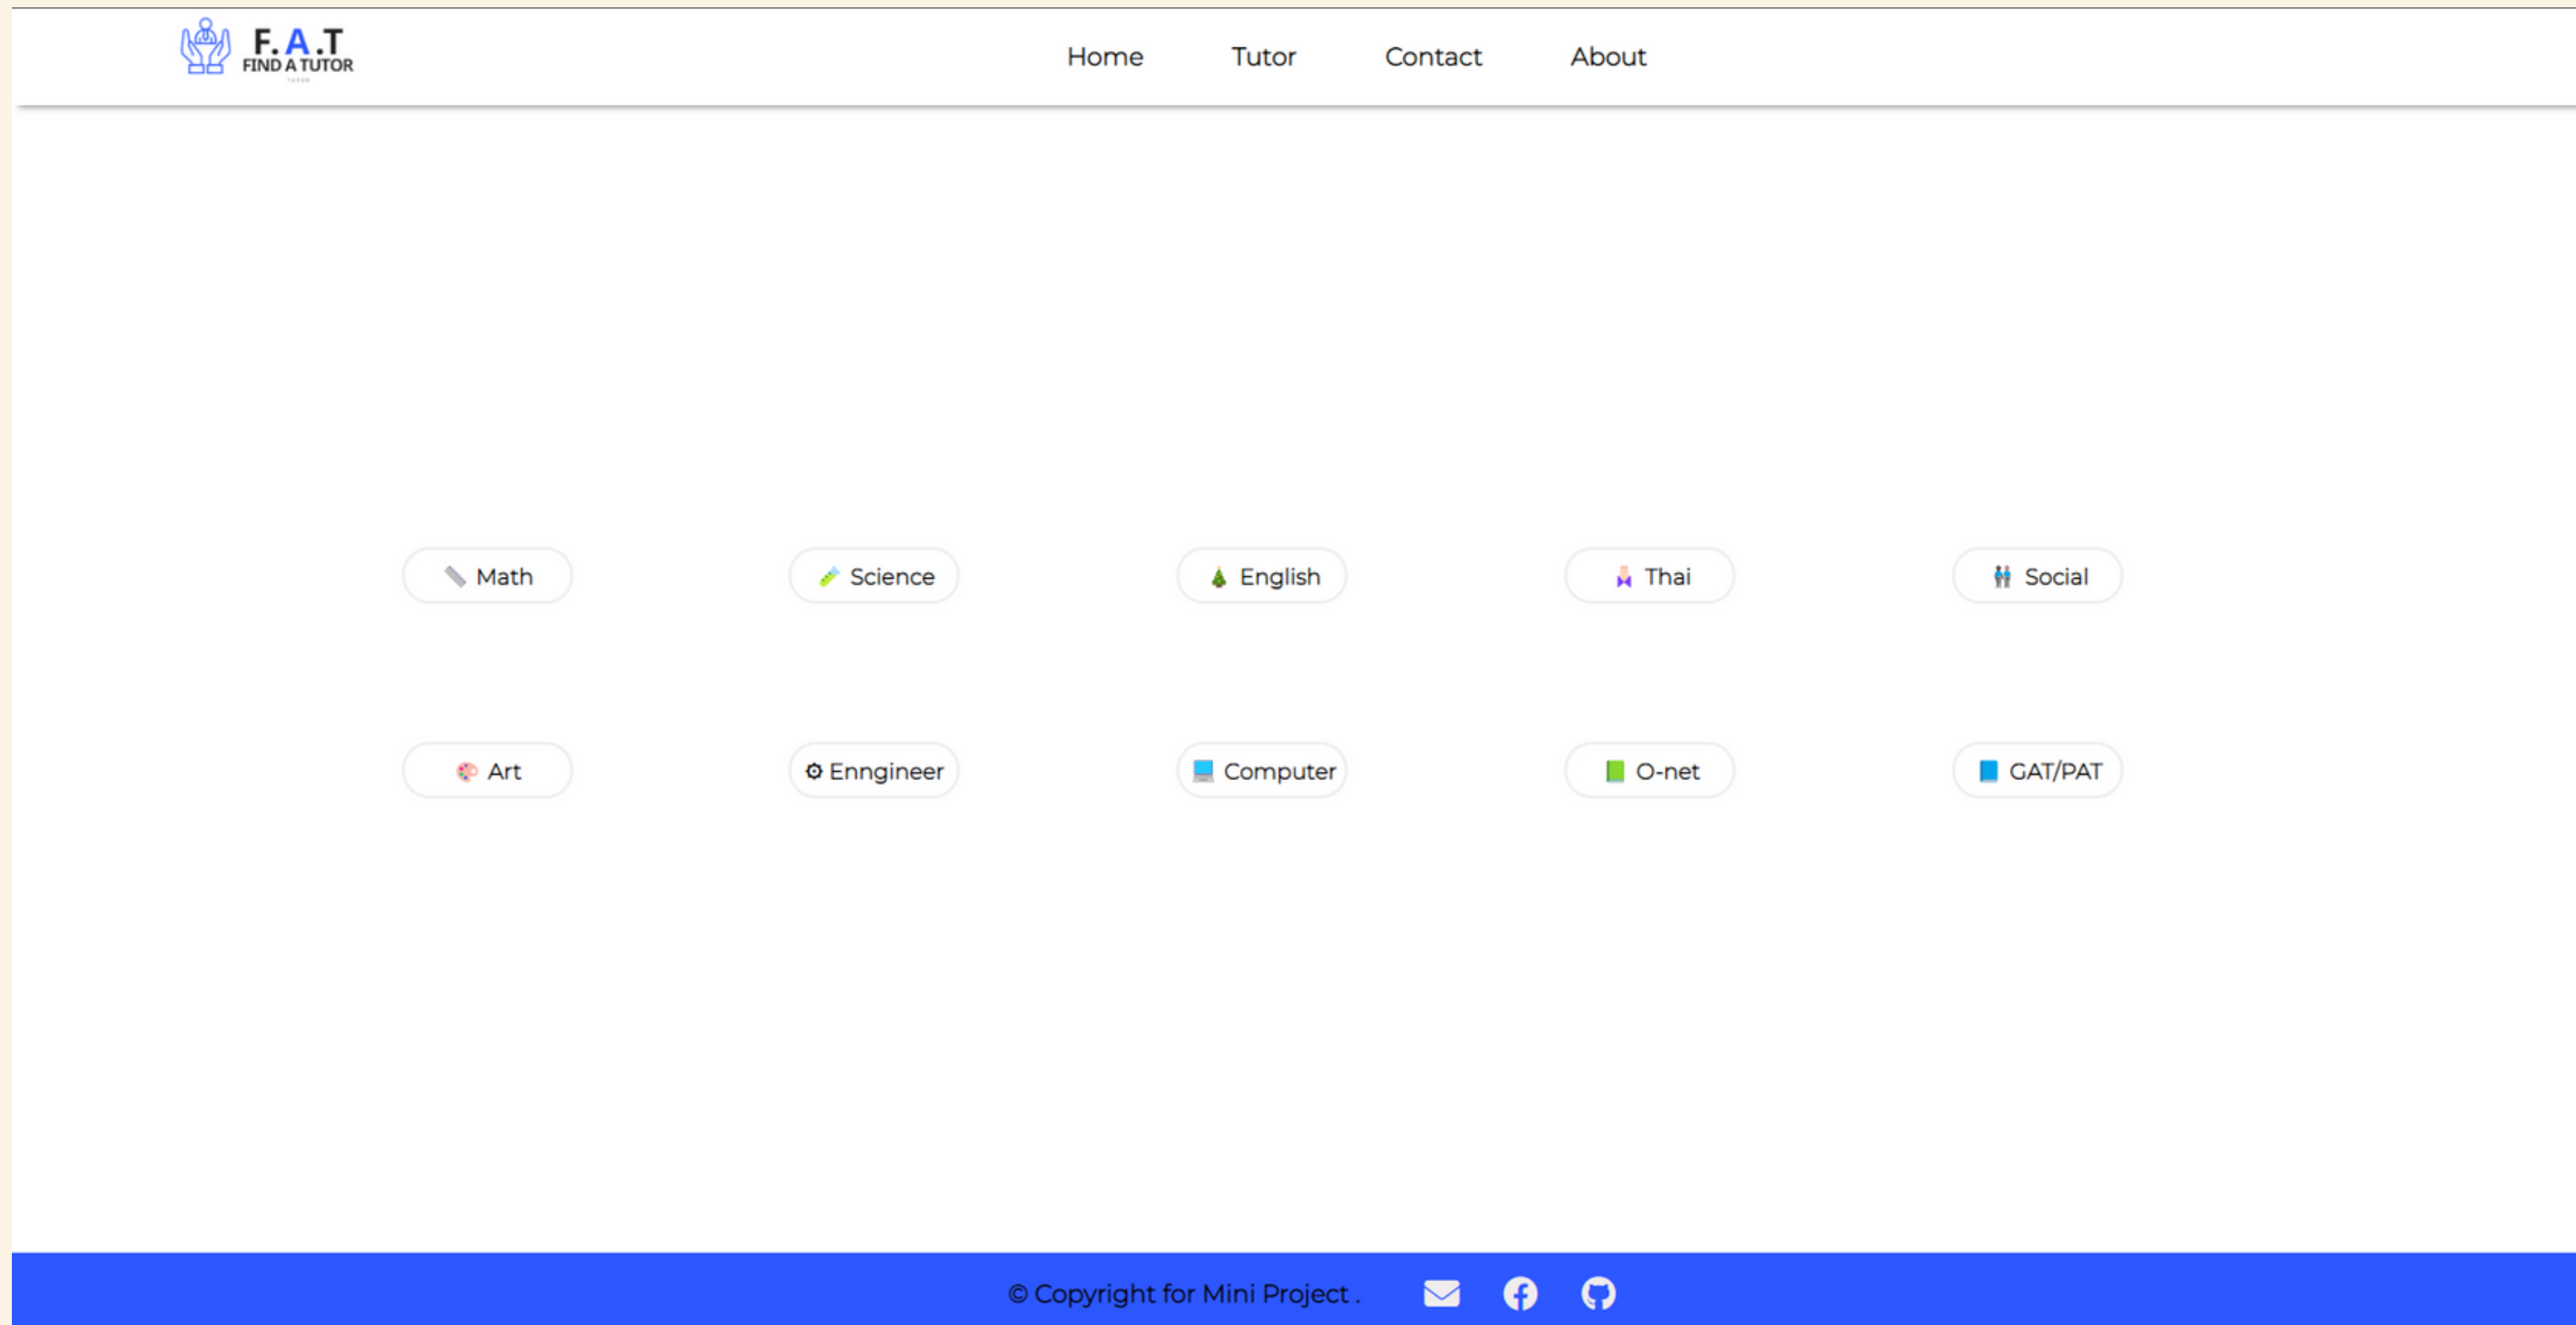 F.A.T
FIND A TUTOR
Home Tutor Contact About
📏 Math 🧪 Science 🎄 English Thai Social
🎨 Art ⚙ Enngineer 💻 Computer 📗 O-net 📘 GAT/PAT
© Copyright for Mini Project .